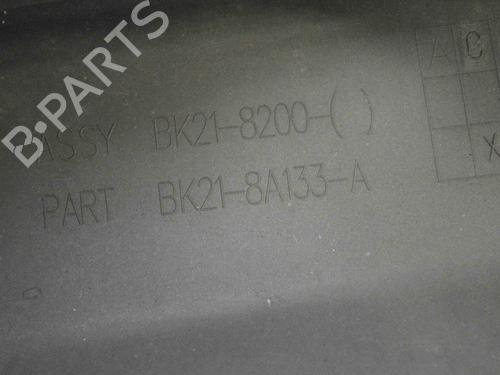 B-PARTS
A C
ASSY BK21-8200-( )
X
PART BK21-8A133-A